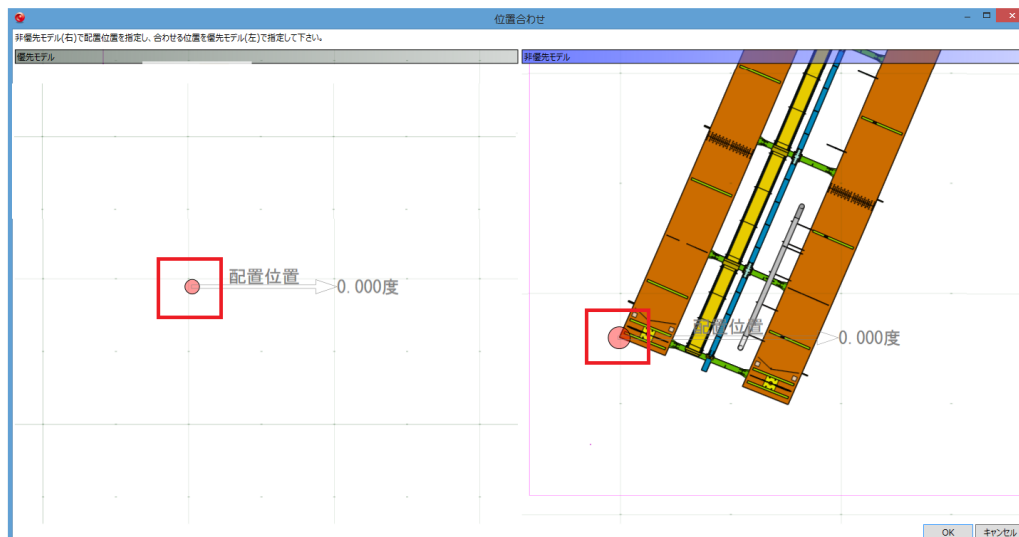 位置合わせ
非優先モデル(右)で配置位置を指定し、合わせる位置を優先モデル(左)で指定して下さい。
優先モデル
非優先モデル
配置位置
0.000度
配置位置
0.000度
OK
キャンセル